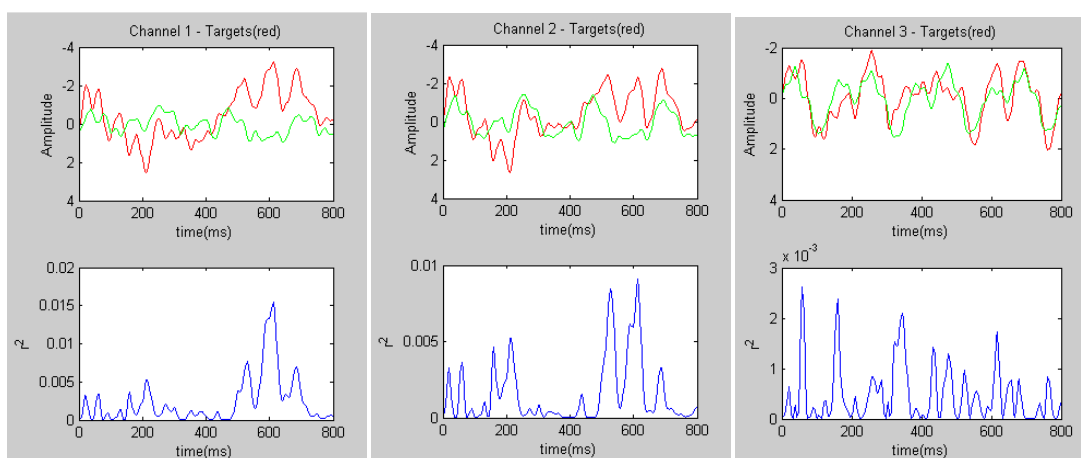 Channel 1 - Targets(red)
-4
-2
0
2
4
Amplitude
0 200 400 600 800
time(ms)
0.02
0.015
0.01
0.005
0
r²
0 200 400 600 800
time(ms)
Channel 2 - Targets(red)
-4
-2
0
2
4
Amplitude
0 200 400 600 800
time(ms)
0.01
0.005
0
r²
0 200 400 600 800
time(ms)
Channel 3 - Targets(red)
-2
0
2
4
Amplitude
0 200 400 600 800
time(ms)
x 10⁻³
3
2
1
0
r²
0 200 400 600 800
time(ms)